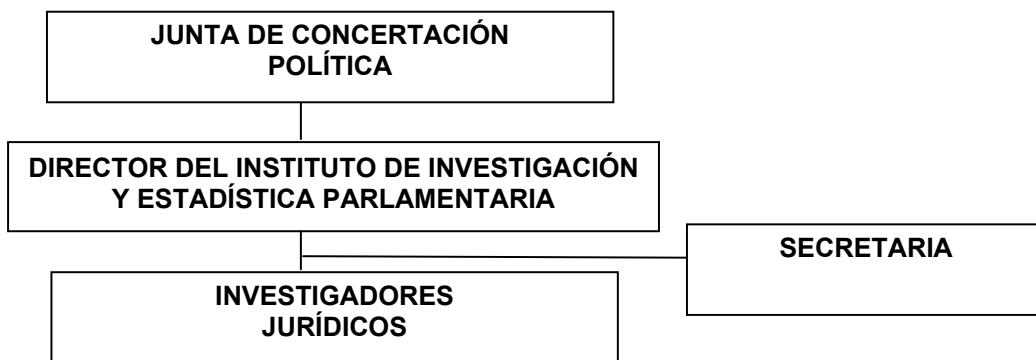 JUNTA DE CONCERTACIÓN
POLÍTICA
DIRECTOR DEL INSTITUTO DE INVESTIGACIÓN
Y ESTADÍSTICA PARLAMENTARIA
SECRETARIA
INVESTIGADORES
JURÍDICOS